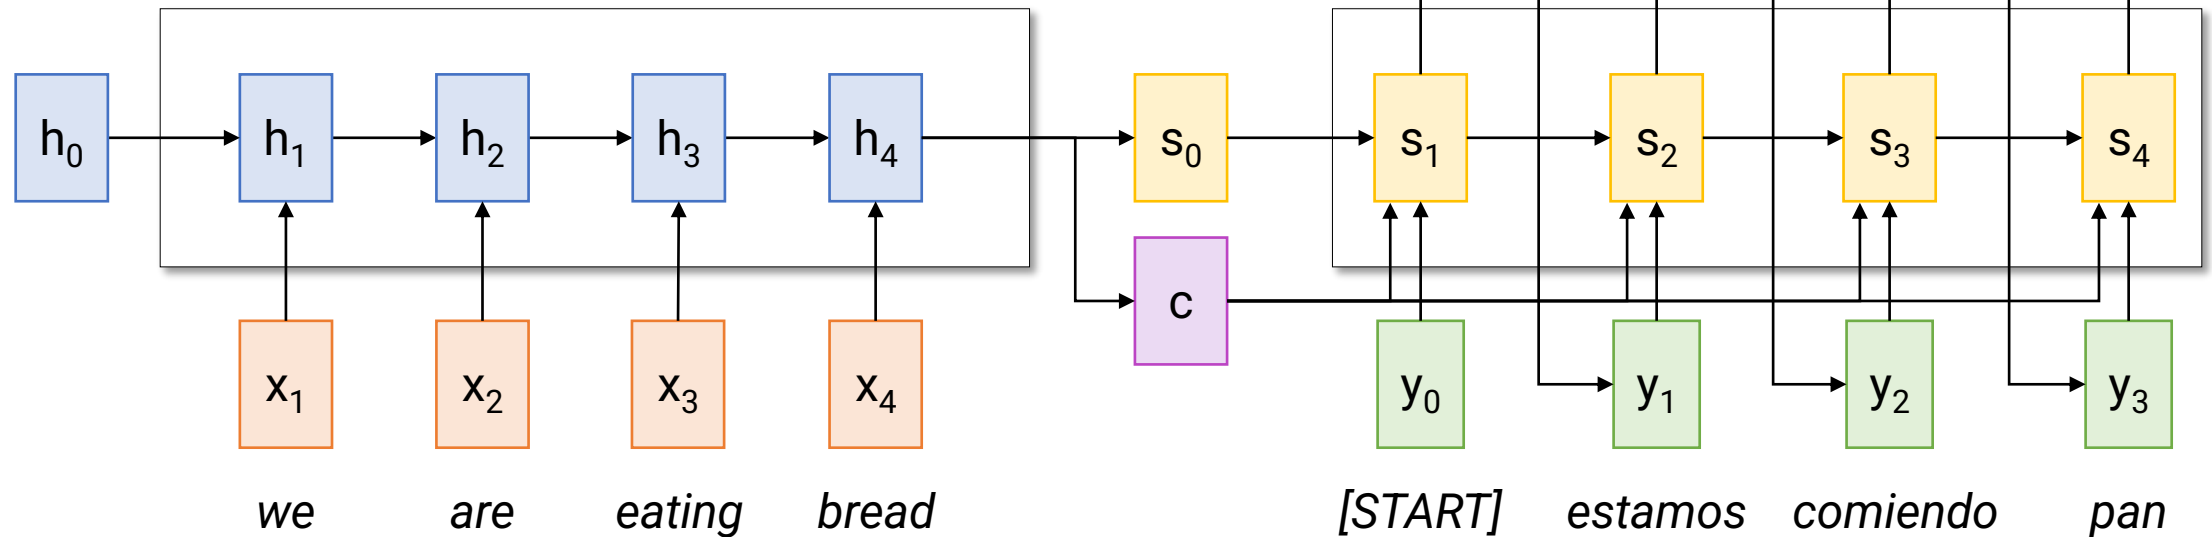 h₀ h₁ h₂ h₃ h₄ s₀ s₁ s₂ s₃ s₄
c
x₁ x₂ x₃ x₄ y₀ y₁ y₂ y₃
we are eating bread [START] estamos comiendo pan